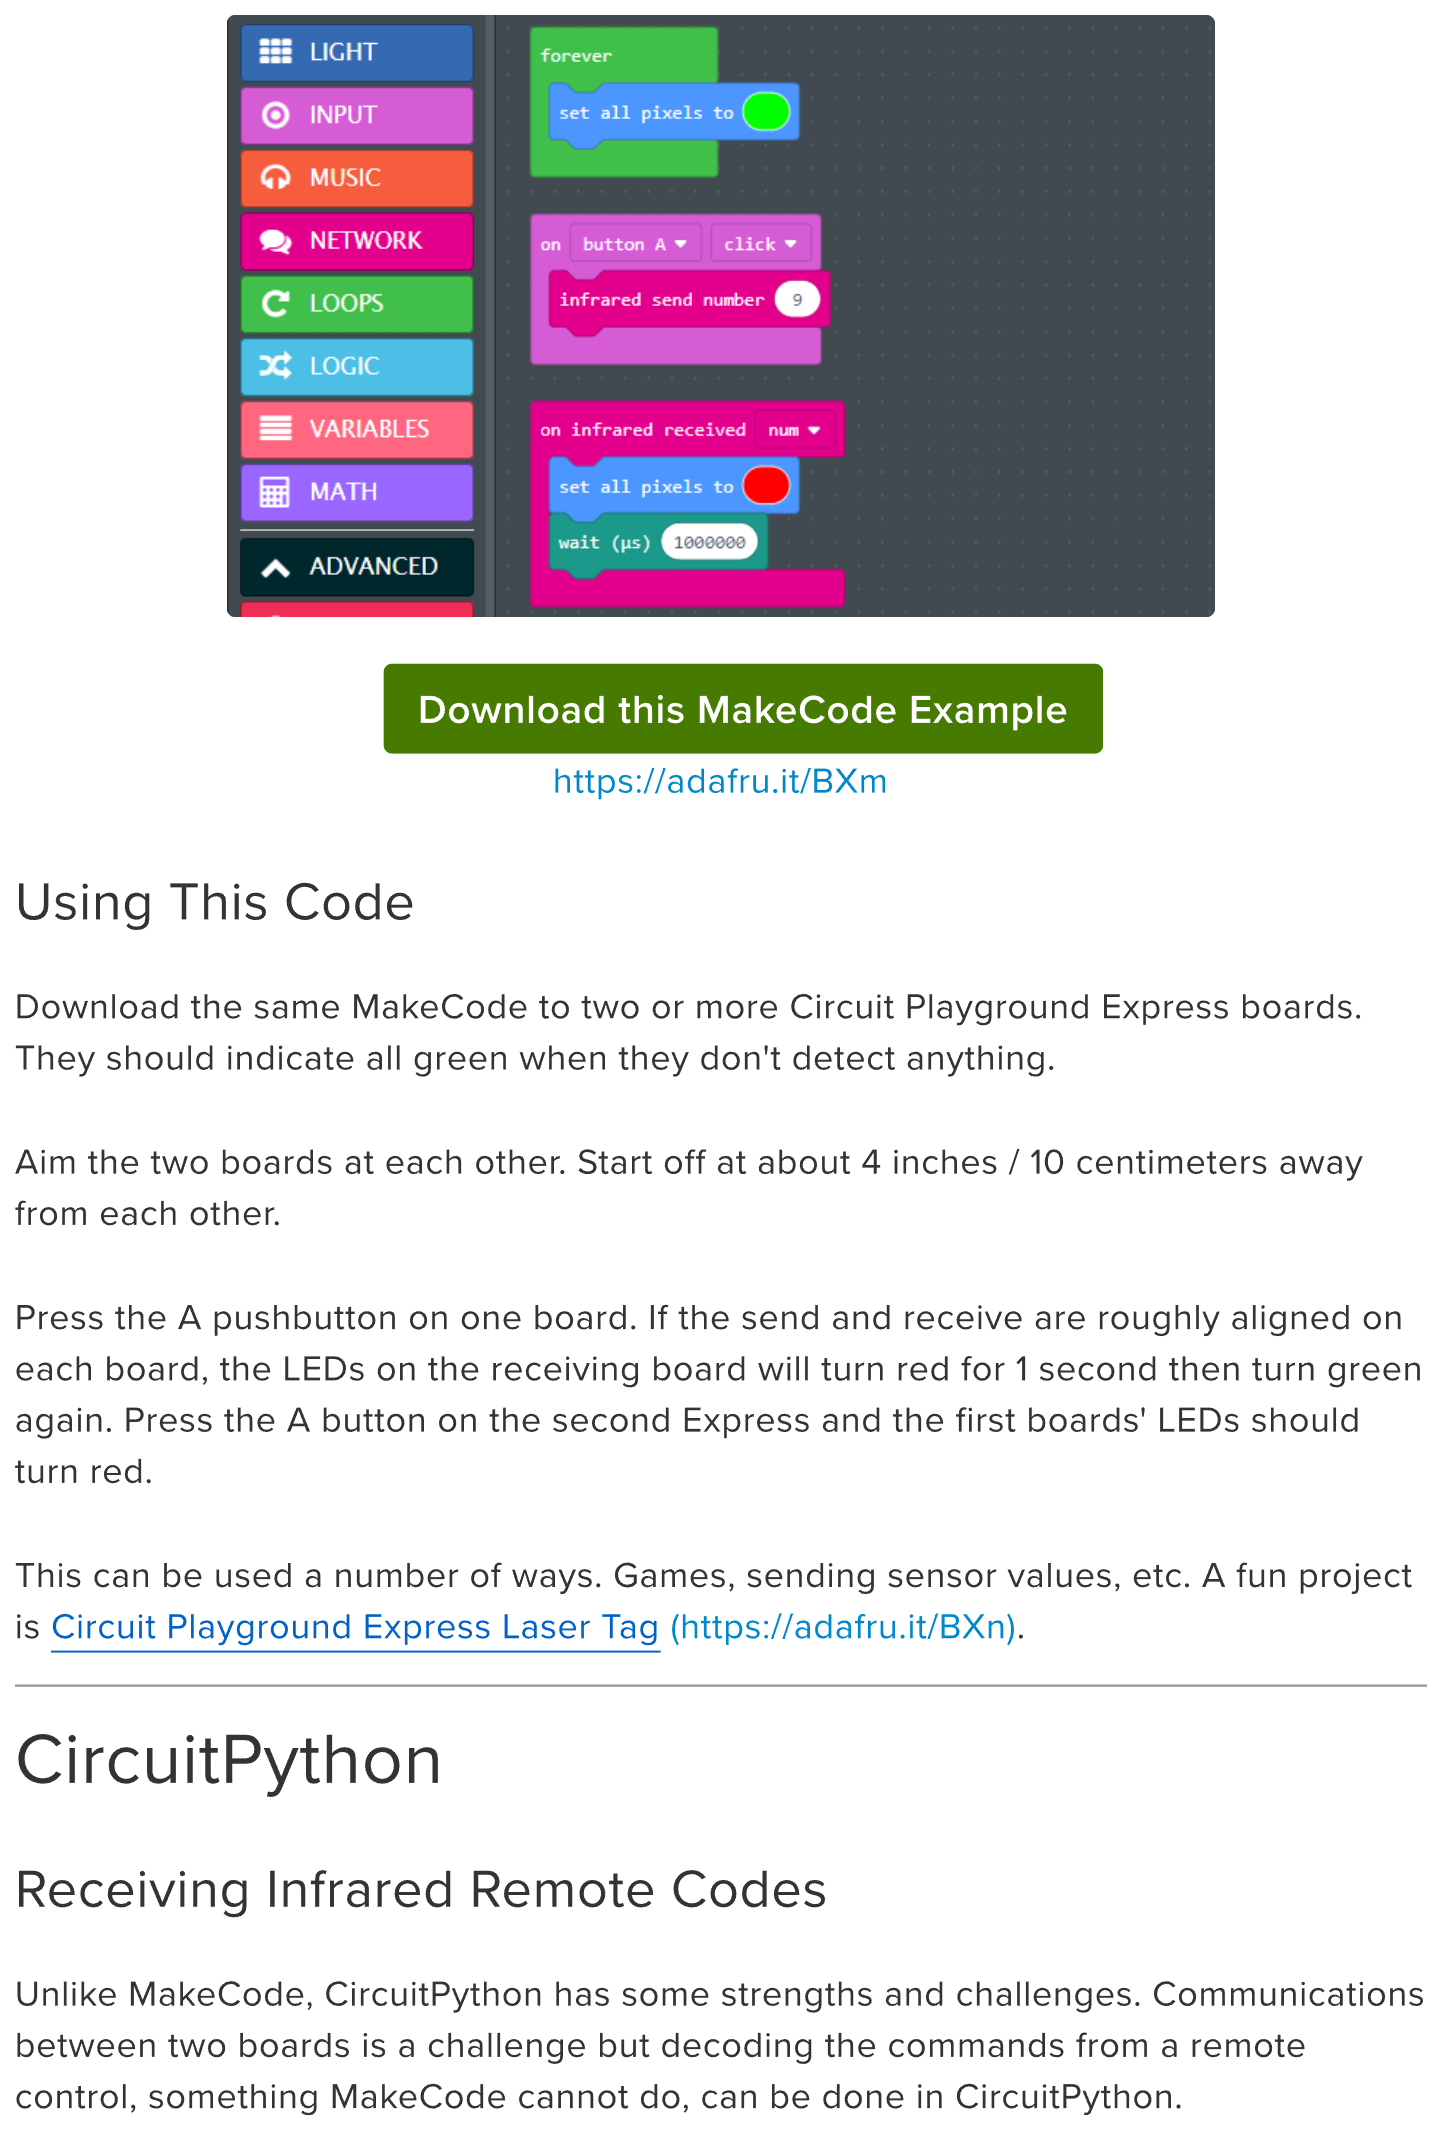 LIGHT
INPUT
MUSIC
NETWORK
LOOPS
LOGIC
VARIABLES
MATH
ADVANCED
forever
set all pixels to
on button A click
infrared send number 9
on infrared received num
set all pixels to
wait (µs) 1000000
Download this MakeCode Example
https://adafru.it/BXm
Using This Code
Download the same MakeCode to two or more Circuit Playground Express boards.
They should indicate all green when they don't detect anything.
Aim the two boards at each other. Start off at about 4 inches / 10 centimeters away
from each other.
Press the A pushbutton on one board. If the send and receive are roughly aligned on
each board, the LEDs on the receiving board will turn red for 1 second then turn green
again. Press the A button on the second Express and the first boards' LEDs should
turn red.
This can be used a number of ways. Games, sending sensor values, etc. A fun project
is Circuit Playground Express Laser Tag (https://adafru.it/BXn).
CircuitPython
Receiving Infrared Remote Codes
Unlike MakeCode, CircuitPython has some strengths and challenges. Communications
between two boards is a challenge but decoding the commands from a remote
control, something MakeCode cannot do, can be done in CircuitPython.